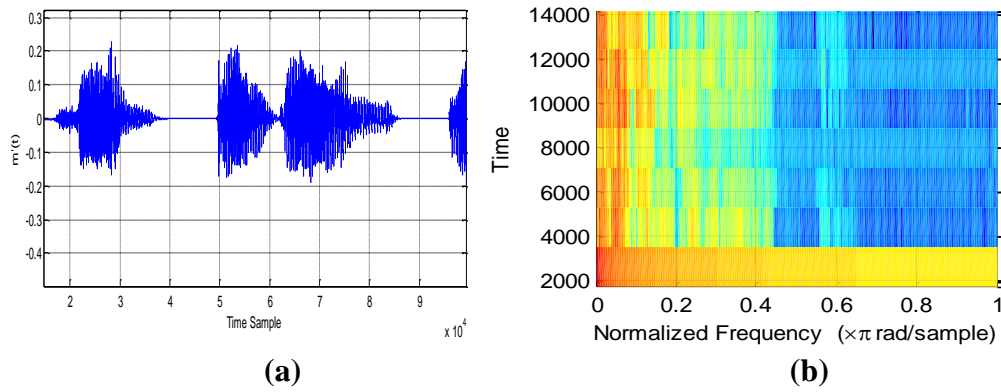 0.3
0.2
0.1
0
-0.1
-0.2
-0.3
-0.4
m'(t)
2 3 4 5 6 7 8 9
Time Sample
x 10^4
(a)
14000
12000
10000
8000
6000
4000
2000
Time
0 0.2 0.4 0.6 0.8 1
Normalized Frequency (×π rad/sample)
(b)